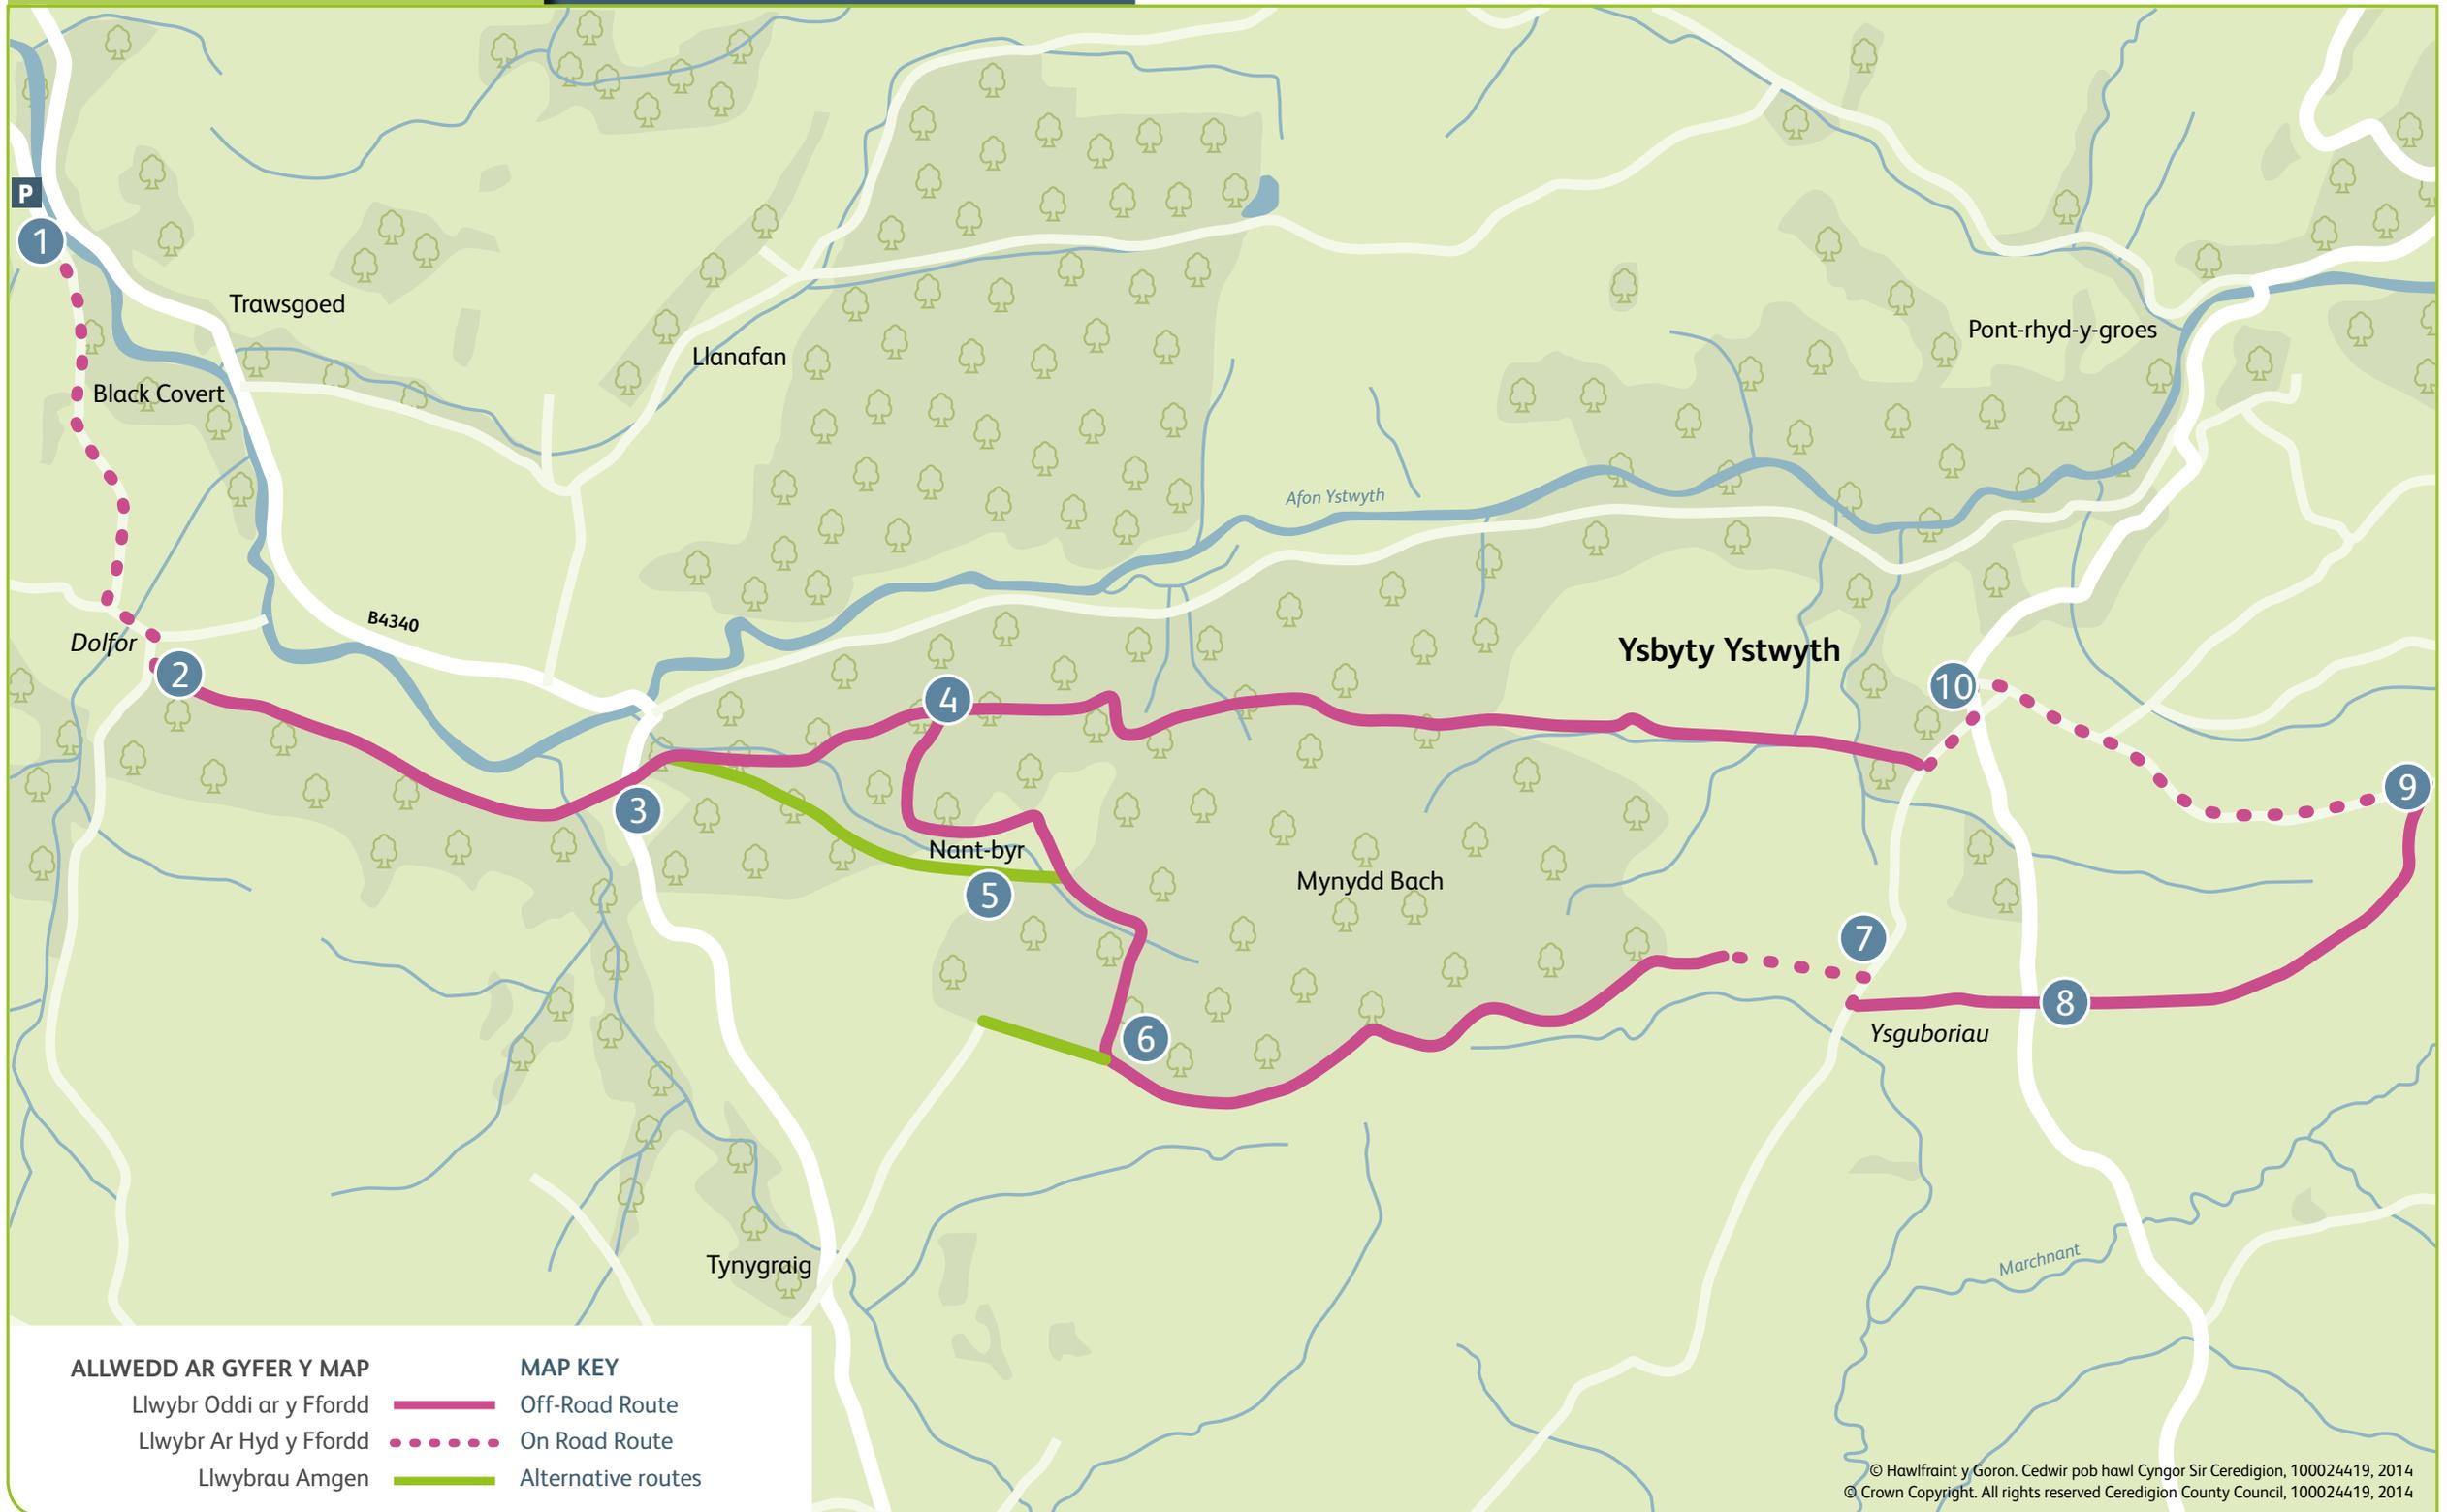 P
1
Trawsgoed
Llanafan
Pont-rhyd-y-groes
Black Covert
Afon Ystwyth
B4340
Dolfor
2
Ysbyty Ystwyth
10
4
3
9
Nant-byr
5
Mynydd Bach
7
8
6
Ysguboriau
Tynygraig
Marchnant
ALLWEDD AR GYFER Y MAP
Llwybr Oddi ar y Ffordd
Llwybr Ar Hyd y Ffordd
Llwybrau Amgen
MAP KEY
Off-Road Route
On Road Route
Alternative routes
© Hawlfraint y Goron. Cedwir pob hawl Cyngor Sir Ceredigion, 100024419, 2014
© Crown Copyright. All rights reserved Ceredigion County Council, 100024419, 2014